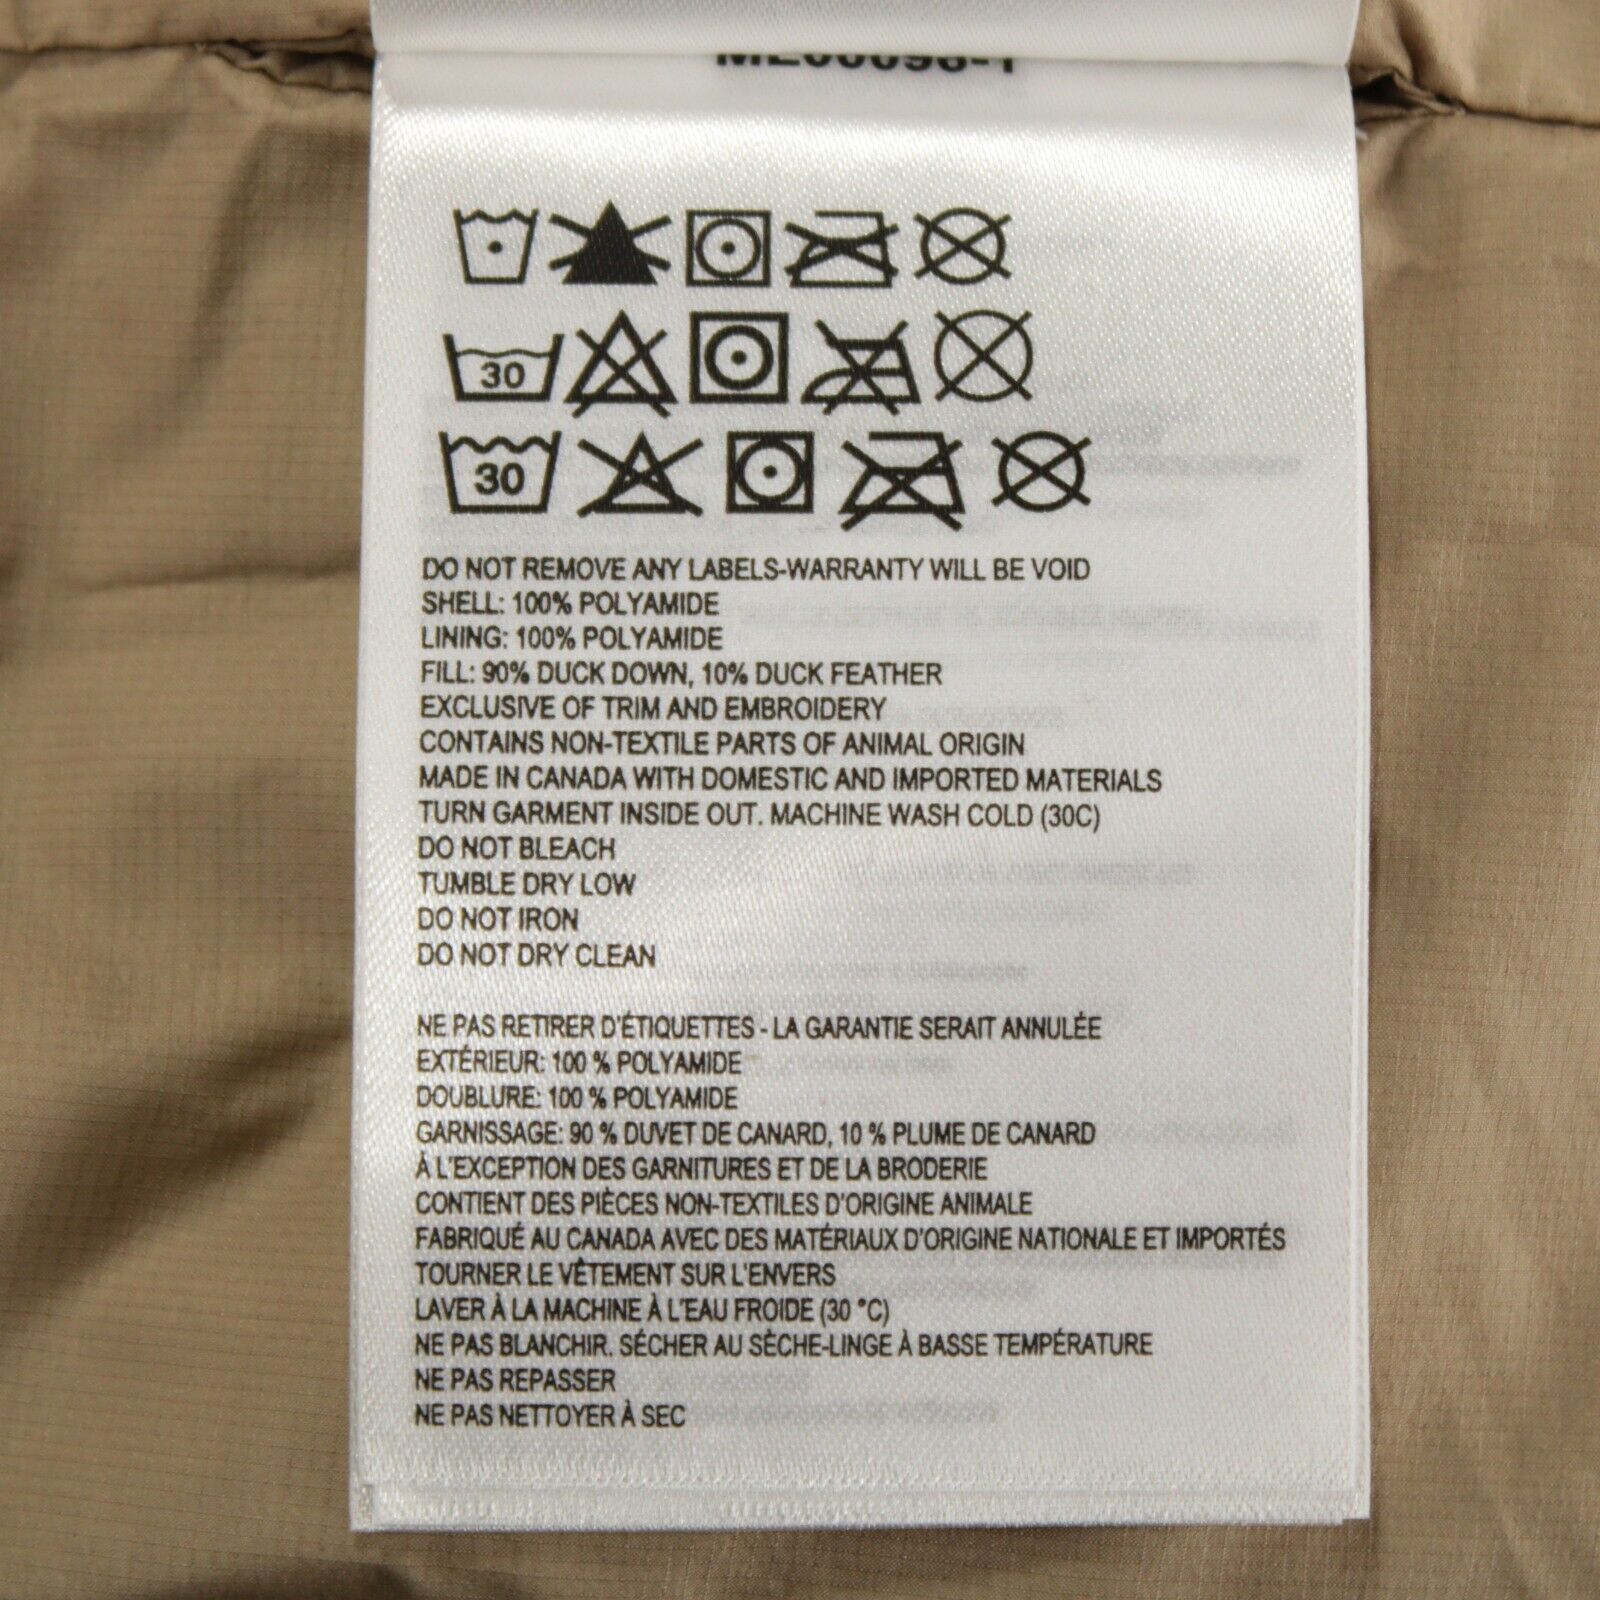 30
30
DO NOT REMOVE ANY LABELS-WARRANTY WILL BE VOID
SHELL: 100% POLYAMIDE
LINING: 100% POLYAMIDE
FILL: 90% DUCK DOWN, 10% DUCK FEATHER
EXCLUSIVE OF TRIM AND EMBROIDERY
CONTAINS NON-TEXTILE PARTS OF ANIMAL ORIGIN
MADE IN CANADA WITH DOMESTIC AND IMPORTED MATERIALS
TURN GARMENT INSIDE OUT. MACHINE WASH COLD (30C)
DO NOT BLEACH
TUMBLE DRY LOW
DO NOT IRON
DO NOT DRY CLEAN
NE PAS RETIRER D'ÉTIQUETTES - LA GARANTIE SERAIT ANNULÉE
EXTÉRIEUR: 100 % POLYAMIDE
DOUBLURE: 100 % POLYAMIDE
GARNISSAGE: 90 % DUVET DE CANARD, 10 % PLUME DE CANARD
À L'EXCEPTION DES GARNITURES ET DE LA BRODERIE
CONTIENT DES PIÈCES NON-TEXTILES D'ORIGINE ANIMALE
FABRIQUÉ AU CANADA AVEC DES MATÉRIAUX D'ORIGINE NATIONALE ET IMPORTÉS
TOURNER LE VÊTEMENT SUR L'ENVERS
LAVER À LA MACHINE À L'EAU FROIDE (30 °C)
NE PAS BLANCHIR. SÉCHER AU SÈCHE-LINGE À BASSE TEMPÉRATURE
NE PAS REPASSER
NE PAS NETTOYER À SEC